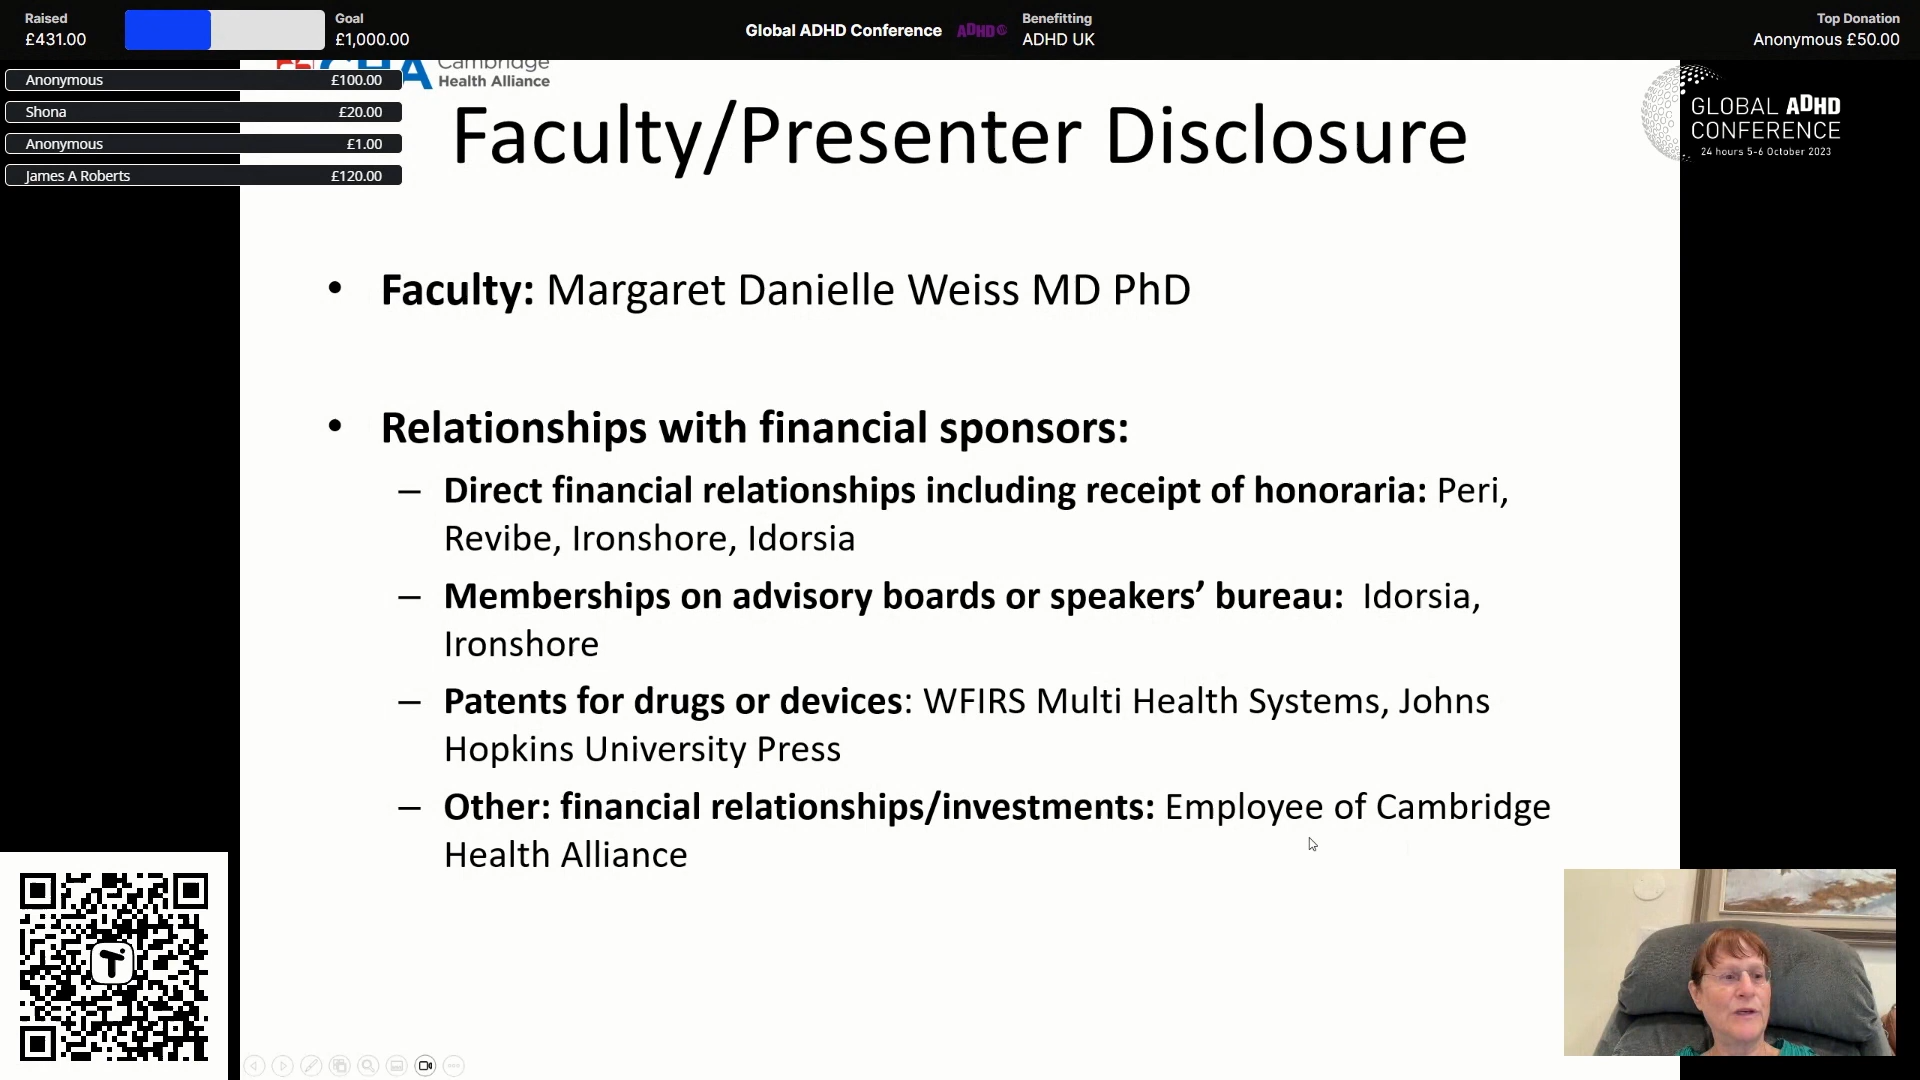 Raised
£431.00
Goal
£1,000.00
Global ADHD Conference
ADHD
Benefitting
ADHD UK
Top Donation
Anonymous £50.00
Anonymous £100.00
Shona £20.00
Anonymous £1.00
James A Roberts £120.00
CHA Cambridge
Health Alliance
GLOBAL ADHD
CONFERENCE
24 hours 5-6 October 2023
Faculty/Presenter Disclosure
• Faculty: Margaret Danielle Weiss MD PhD
• Relationships with financial sponsors:
– Direct financial relationships including receipt of honoraria: Peri,
Revibe, Ironshore, Idorsia
– Memberships on advisory boards or speakers’ bureau: Idorsia,
Ironshore
– Patents for drugs or devices: WFIRS Multi Health Systems, Johns
Hopkins University Press
– Other: financial relationships/investments: Employee of Cambridge
Health Alliance